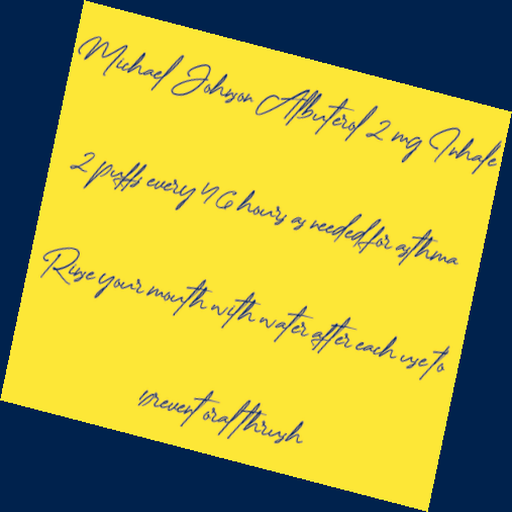 Michael Johnson Albuterol 2 mg Inhale
2 puffs every 4 6 hours as needed for asthma
Rinse your mouth with water after each use to
prevent oral thrush